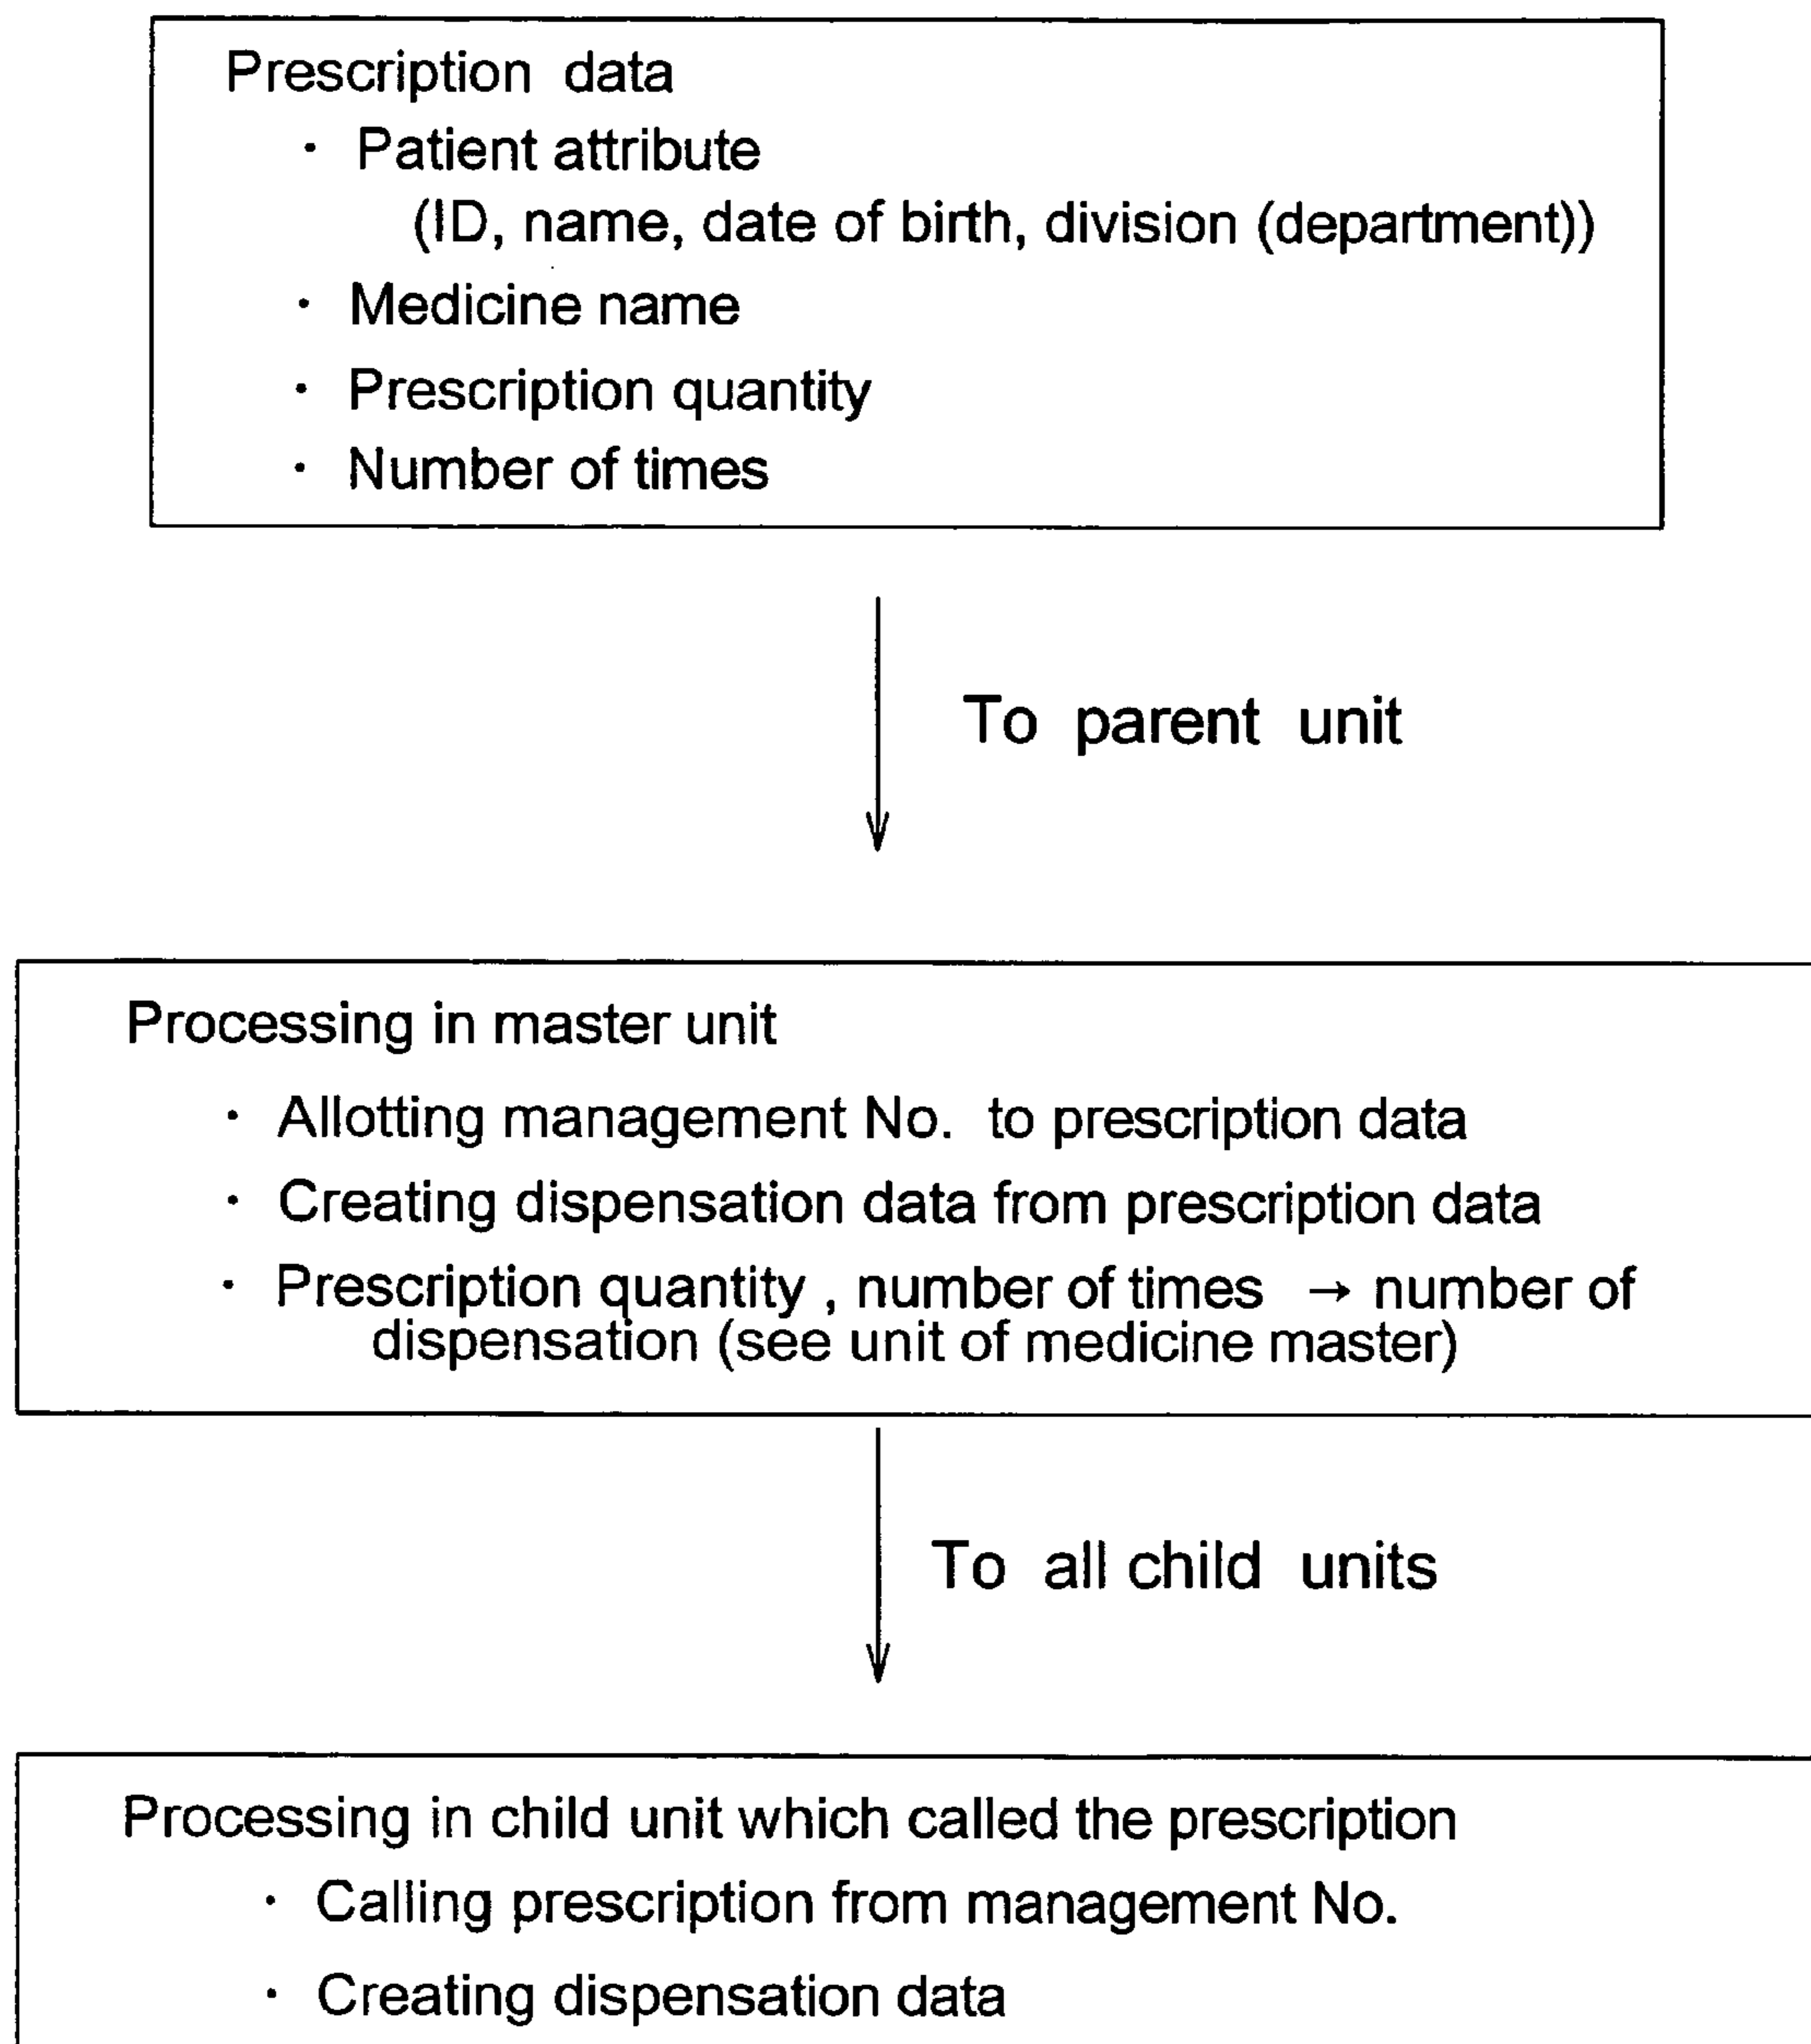 Prescription data
· Patient attribute
(ID, name, date of birth, division (department))
· Medicine name
· Prescription quantity
· Number of times
To parent unit
Processing in master unit
· Allotting management No. to prescription data
· Creating dispensation data from prescription data
· Prescription quantity , number of times → number of
dispensation (see unit of medicine master)
To all child units
Processing in child unit which called the prescription
· Calling prescription from management No.
· Creating dispensation data